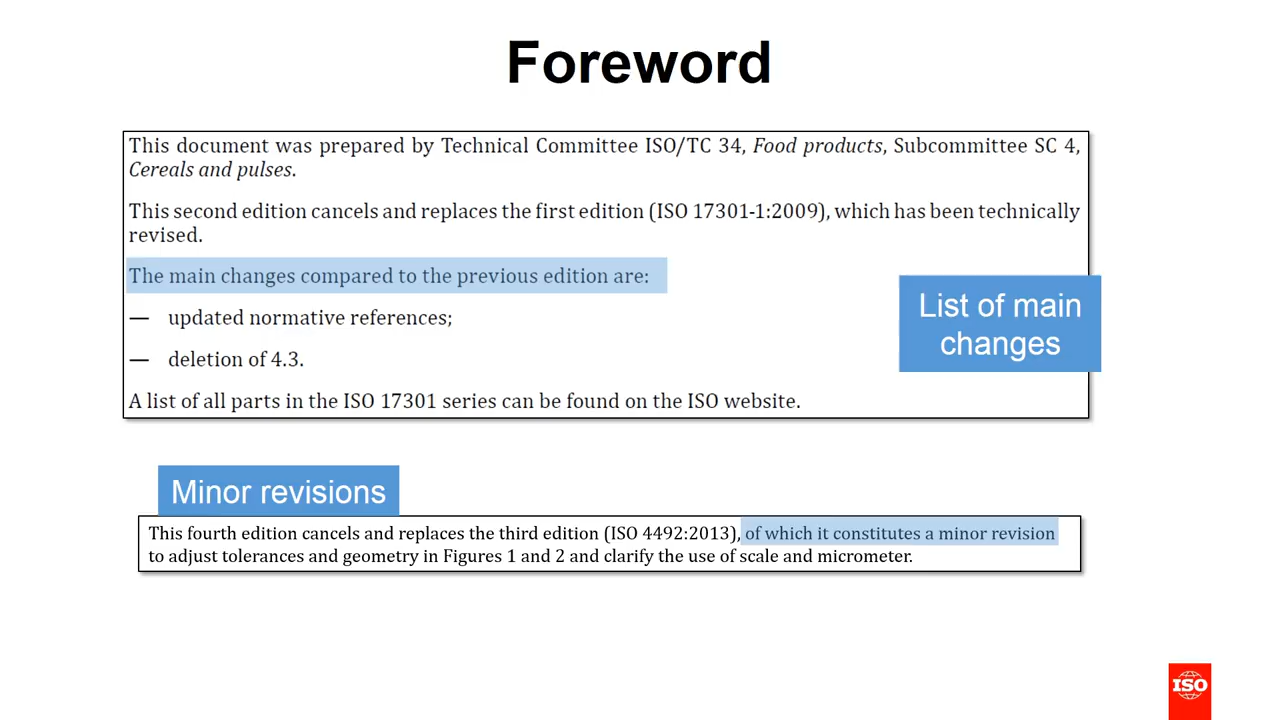 Foreword
This document was prepared by Technical Committee ISO/TC 34, Food products, Subcommittee SC 4,
Cereals and pulses.
This second edition cancels and replaces the first edition (ISO 17301-1:2009), which has been technically
revised.
The main changes compared to the previous edition are:
— updated normative references;
— deletion of 4.3.
List of main
changes
A list of all parts in the ISO 17301 series can be found on the ISO website.
Minor revisions
This fourth edition cancels and replaces the third edition (ISO 4492:2013), of which it constitutes a minor revision
to adjust tolerances and geometry in Figures 1 and 2 and clarify the use of scale and micrometer.
ISO